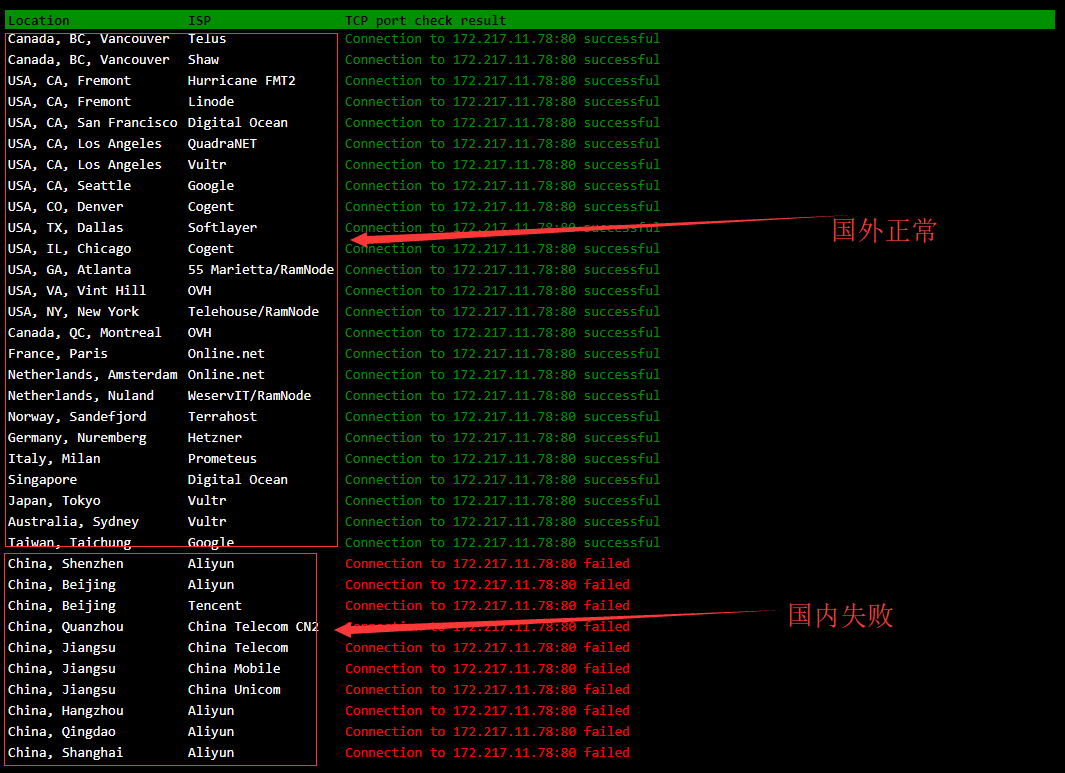 Location ISP TCP port check result
Canada, BC, Vancouver Telus Connection to 172.217.11.78:80 successful
Canada, BC, Vancouver Shaw Connection to 172.217.11.78:80 successful
USA, CA, Fremont Hurricane FMT2 Connection to 172.217.11.78:80 successful
USA, CA, Fremont Linode Connection to 172.217.11.78:80 successful
USA, CA, San Francisco Digital Ocean Connection to 172.217.11.78:80 successful
USA, CA, Los Angeles QuadraNET Connection to 172.217.11.78:80 successful
USA, CA, Los Angeles Vultr Connection to 172.217.11.78:80 successful
USA, CA, Seattle Google Connection to 172.217.11.78:80 successful
USA, CO, Denver Cogent Connection to 172.217.11.78:80 successful
USA, TX, Dallas Softlayer Connection to 172.217.11.78:80 successful
国外正常
USA, IL, Chicago Cogent Connection to 172.217.11.78:80 successful
USA, GA, Atlanta 55 Marietta/RamNode Connection to 172.217.11.78:80 successful
USA, VA, Vint Hill OVH Connection to 172.217.11.78:80 successful
USA, NY, New York Telehouse/RamNode Connection to 172.217.11.78:80 successful
Canada, QC, Montreal OVH Connection to 172.217.11.78:80 successful
France, Paris Online.net Connection to 172.217.11.78:80 successful
Netherlands, Amsterdam Online.net Connection to 172.217.11.78:80 successful
Netherlands, Nuland WeservIT/RamNode Connection to 172.217.11.78:80 successful
Norway, Sandefjord Terrahost Connection to 172.217.11.78:80 successful
Germany, Nuremberg Hetzner Connection to 172.217.11.78:80 successful
Italy, Milan Prometeus Connection to 172.217.11.78:80 successful
Singapore Digital Ocean Connection to 172.217.11.78:80 successful
Japan, Tokyo Vultr Connection to 172.217.11.78:80 successful
Australia, Sydney Vultr Connection to 172.217.11.78:80 successful
Taiwan, Taichung Google Connection to 172.217.11.78:80 successful
China, Shenzhen Aliyun Connection to 172.217.11.78:80 failed
China, Beijing Aliyun Connection to 172.217.11.78:80 failed
China, Beijing Tencent Connection to 172.217.11.78:80 failed
国内失败
China, Quanzhou China Telecom CN2 Connection to 172.217.11.78:80 failed
China, Jiangsu China Telecom Connection to 172.217.11.78:80 failed
China, Jiangsu China Mobile Connection to 172.217.11.78:80 failed
China, Jiangsu China Unicom Connection to 172.217.11.78:80 failed
China, Hangzhou Aliyun Connection to 172.217.11.78:80 failed
China, Qingdao Aliyun Connection to 172.217.11.78:80 failed
China, Shanghai Aliyun Connection to 172.217.11.78:80 failed